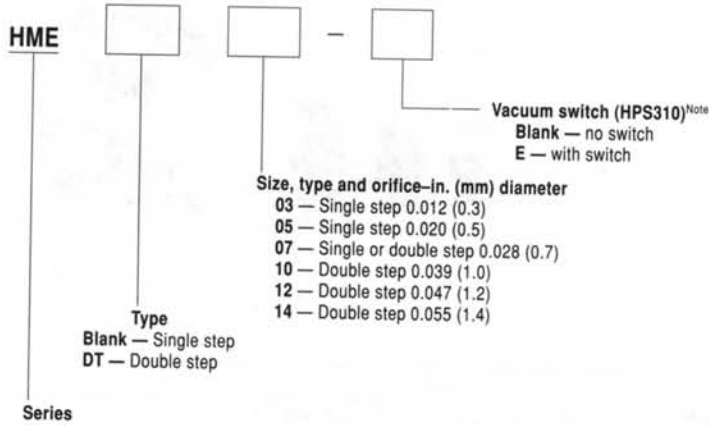 HME –
Vacuum switch (HPS310)Note
Blank — no switch
E — with switch
Size, type and orifice–in. (mm) diameter
03 — Single step 0.012 (0.3)
05 — Single step 0.020 (0.5)
07 — Single or double step 0.028 (0.7)
10 — Double step 0.039 (1.0)
12 — Double step 0.047 (1.2)
14 — Double step 0.055 (1.4)
Type
Blank — Single step
DT — Double step
Series